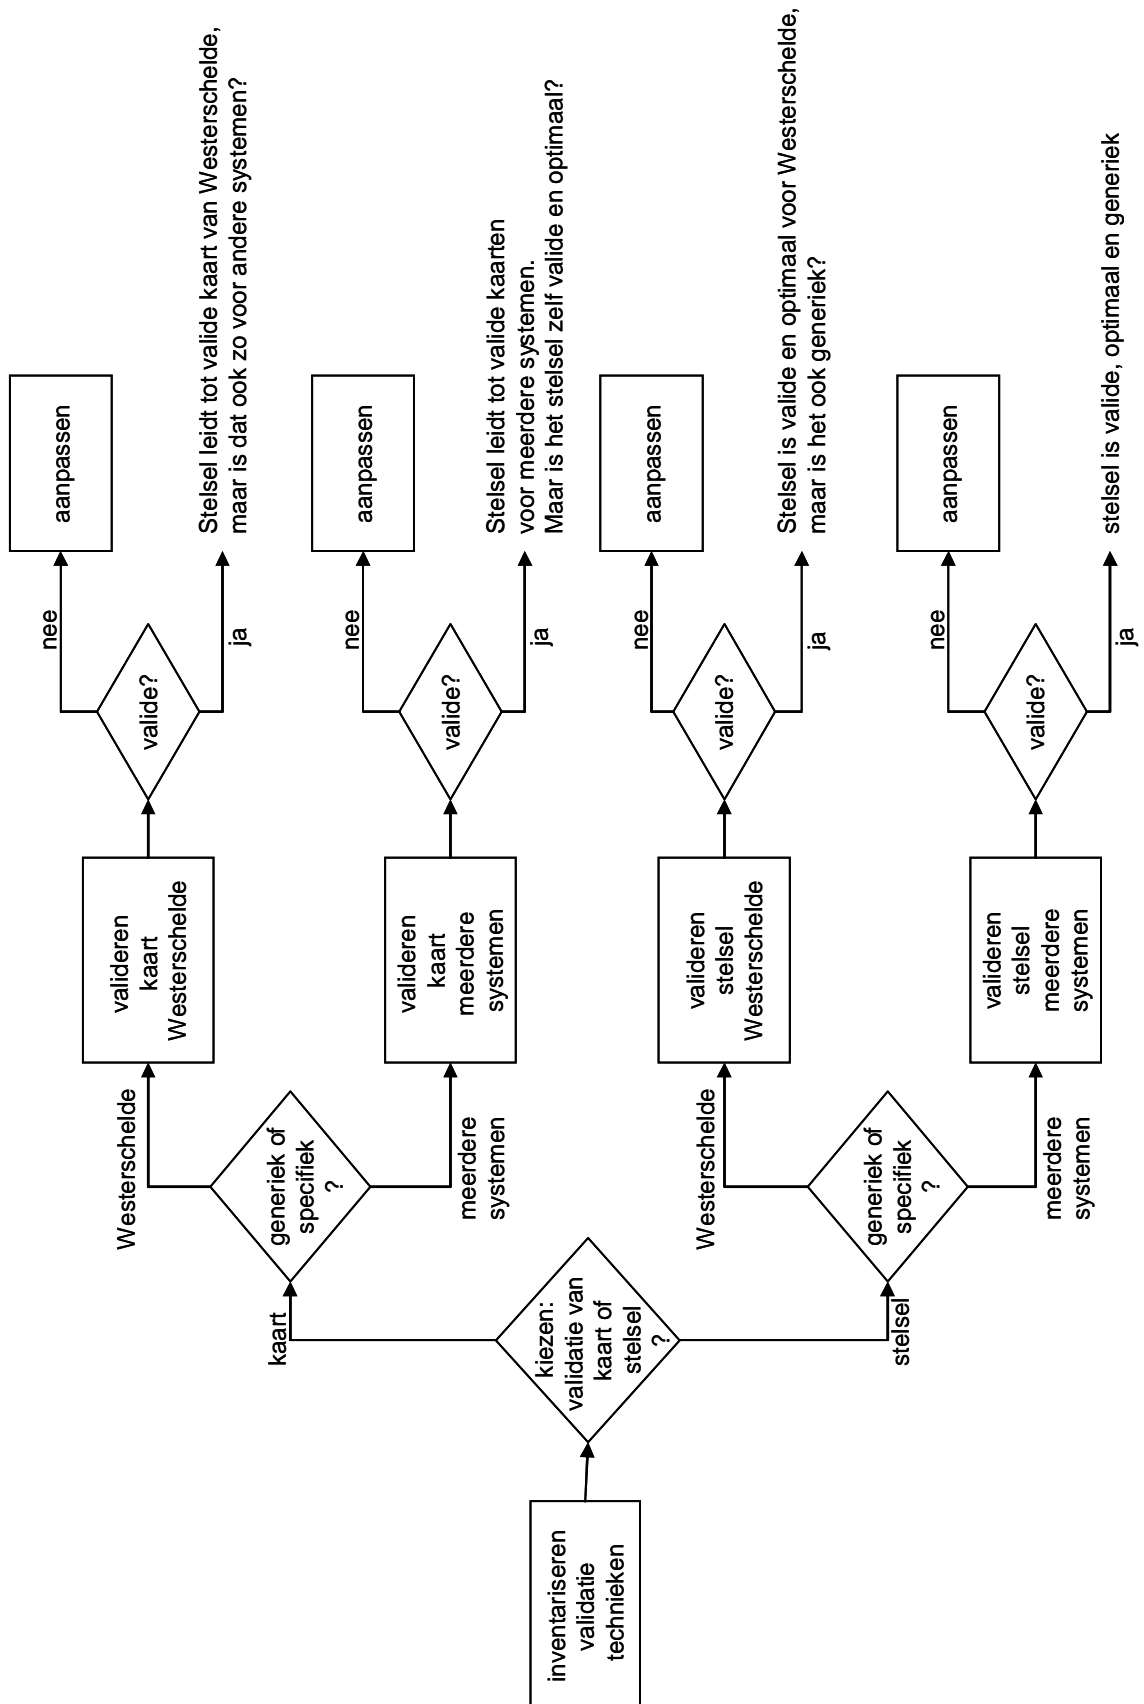 inventariseren
validatie
technieken
kiezen:
validatie van
kaart of
stelsel
?
kaart
stelsel
generiek of
specifiek
?
Westerschelde
meerdere
systemen
valideren
kaart
Westerschelde
valide?
nee
ja
aanpassen
Stelsel leidt tot valide kaart van Westerschelde,
maar is dat ook zo voor andere systemen?
valideren
kaart
meerdere
systemen
valide?
nee
ja
aanpassen
Stelsel leidt tot valide kaarten
voor meerdere systemen.
Maar is het stelsel zelf valide en optimaal?
generiek of
specifiek
?
Westerschelde
meerdere
systemen
valideren
stelsel
Westerschelde
valide?
nee
ja
aanpassen
Stelsel is valide en optimaal voor Westerschelde,
maar is het ook generiek?
valideren
stelsel
meerdere
systemen
valide?
nee
ja
aanpassen
stelsel is valide, optimaal en generiek